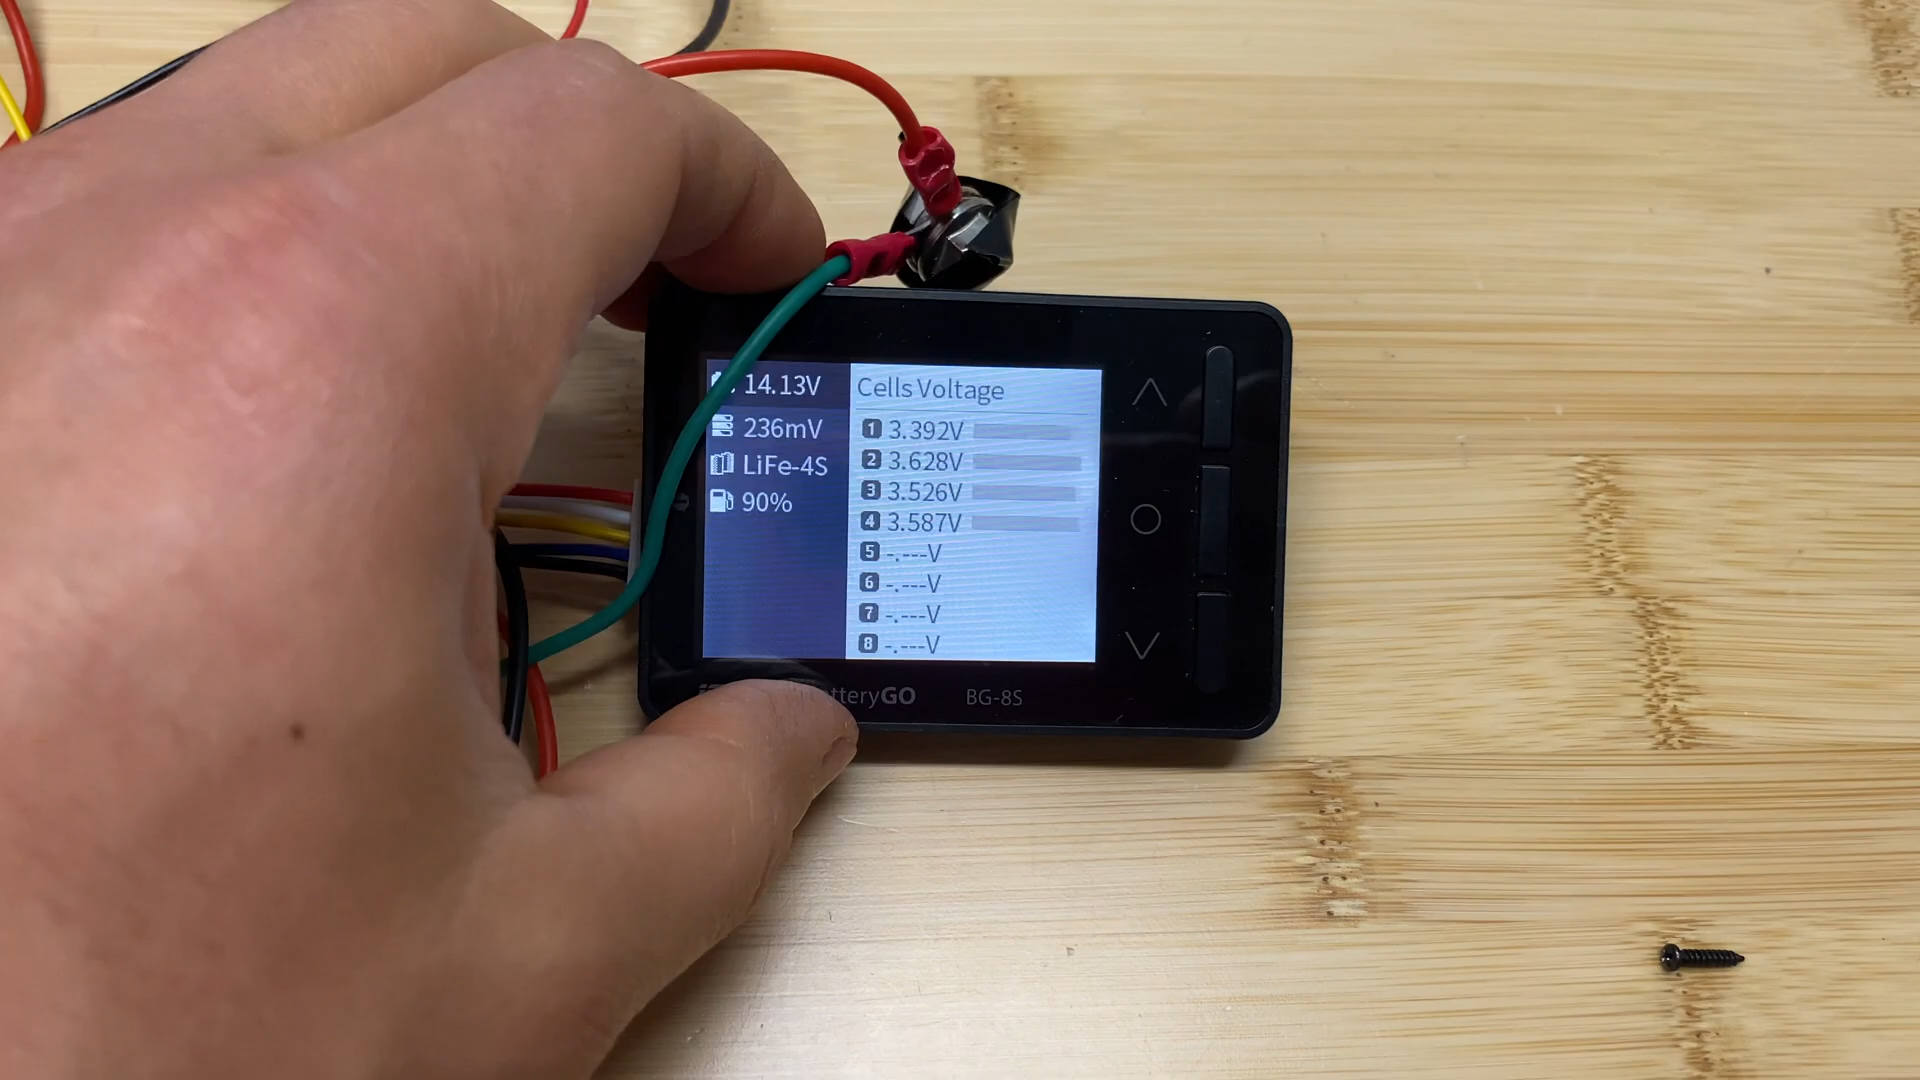 14.13V
236mV
LiFe-4S
90%
Cells Voltage
1 3.392V
2 3.628V
3 3.526V
4 3.587V
5 -.---V
6 -.---V
7 -.---V
8 -.---V
BG-8S